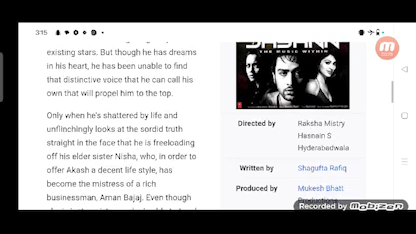 3:15
existing stars. But though he has dreams
in his heart, he has been unable to find
that distinctive voice that he can call his
own that will propel him to the top.
Only when he's shattered by life and
unflinchingly looks at the sordid truth
straight in the face that he is freeloading
off his elder sister Nisha, who, in order to
offer Akash a decent life style, has
become the mistress of a rich
businessman, Aman Bajaj. Even though
THE MUSIC WITHIN
Directed by
Raksha Mistry
Hasnain S
Hyderabadwala
Written by
Shagufta Rafiq
Produced by
Mukesh Bhatt
Recorded by Mobizen